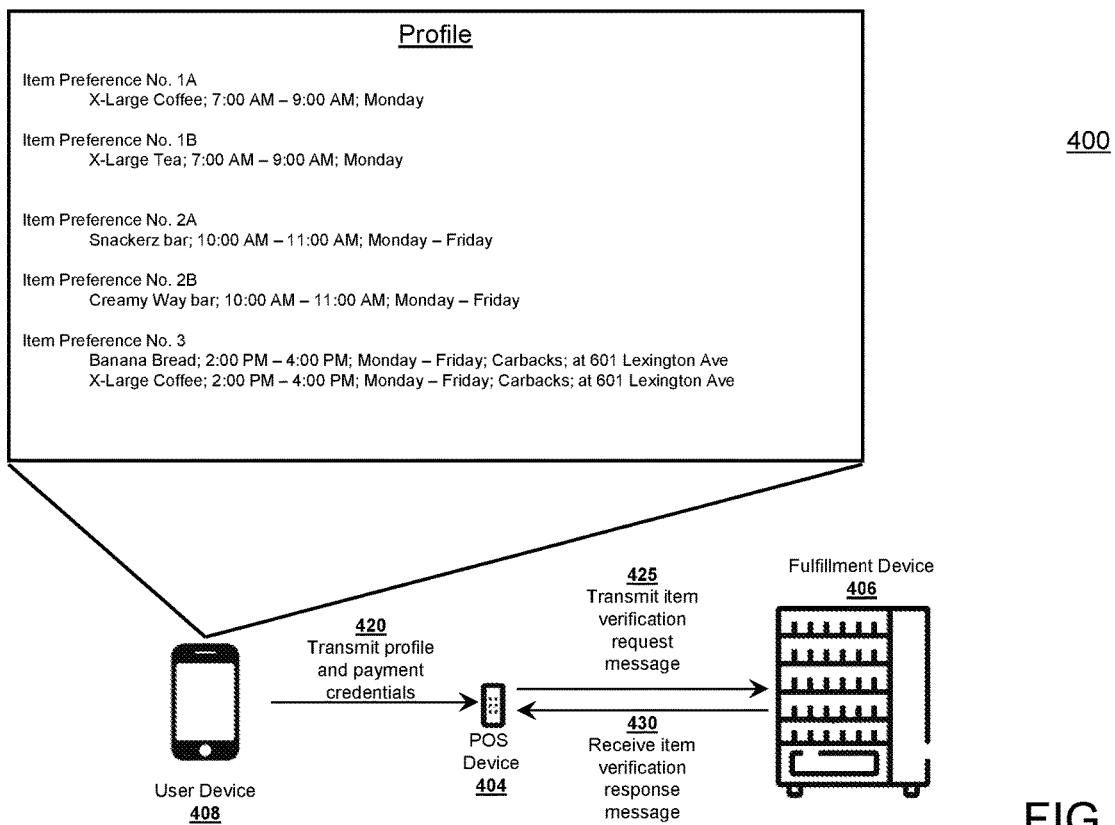 Profile
Item Preference No. 1A
X-Large Coffee; 7:00 AM – 9:00 AM; Monday
Item Preference No. 1B
X-Large Tea; 7:00 AM – 9:00 AM; Monday
400
Item Preference No. 2A
Snackerz bar; 10:00 AM – 11:00 AM; Monday – Friday
Item Preference No. 2B
Creamy Way bar; 10:00 AM – 11:00 AM; Monday – Friday
Item Preference No. 3
Banana Bread; 2:00 PM – 4:00 PM; Monday – Friday; Carbacks; at 601 Lexington Ave
X-Large Coffee; 2:00 PM – 4:00 PM; Monday – Friday; Carbacks; at 601 Lexington Ave
420
Transmit profile
and payment
credentials
425
Transmit item
verification
request
message
Fulfillment Device
406
POS
Device
404
430
Receive item
verification
response
message
User Device
408
FIG